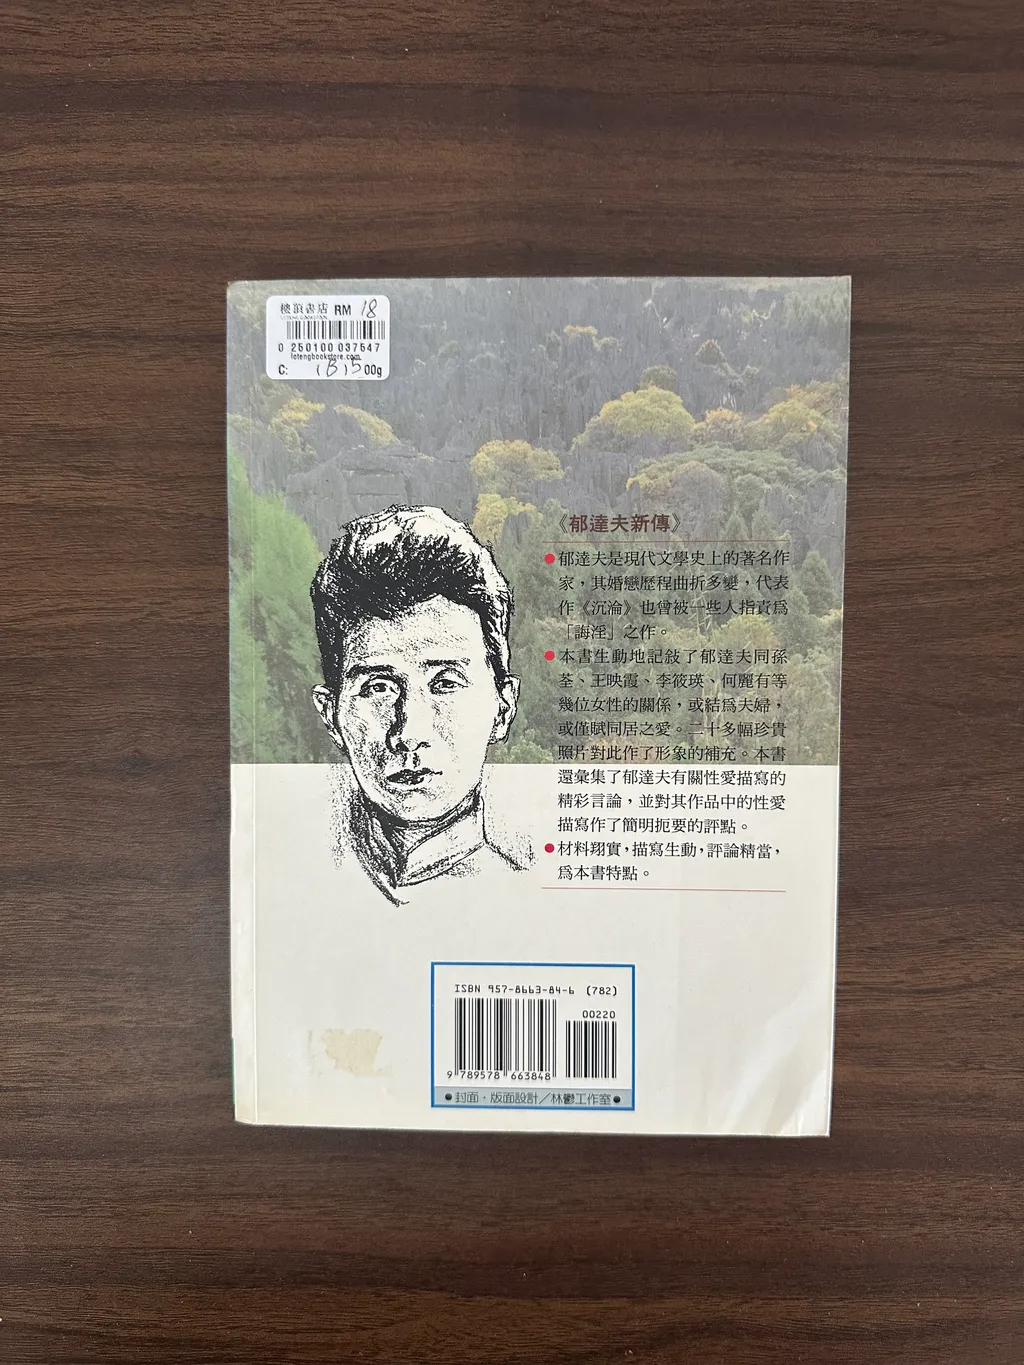 樓頂書店 RM 18
0 250100 037547
lotengbookstore.com
C: (B) 500g
《郁達夫新傳》
●郁達夫是現代文學史上的著名作
家，其婚戀歷程曲折多變，代表
作《沉淪》也曾被一些人指責爲
「誨淫」之作。
●本書生動地記敍了郁達夫同孫
荃、王映霞、李筱瑛、何麗有等
幾位女性的關係，或結爲夫婦，
或僅賦同居之愛。二十多幅珍貴
照片對此作了形象的補充。本書
還彙集了郁達夫有關性愛描寫的
精彩言論，並對其作品中的性愛
描寫作了簡明扼要的評點。
●材料翔實，描寫生動，評論精當，
爲本書特點。
ISBN 957-8663-84-6 (782)
00220
9 789578 663848
●封面・版面設計／林鬱工作室●